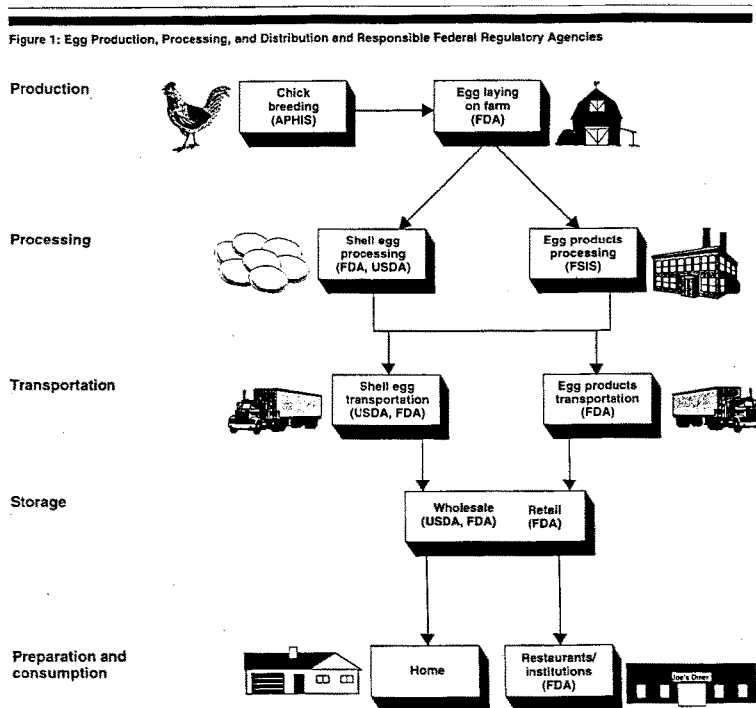 Figure 1: Egg Production, Processing, and Distribution and Responsible Federal Regulatory Agencies
Production
Chick
breeding
(APHIS)
Egg laying
on farm
(FDA)
Processing
Shell egg
processing
(FDA, USDA)
Egg products
processing
(FSIS)
Transportation
Shell egg
transportation
(USDA, FDA)
Egg products
transportation
(FDA)
Storage
Wholesale
(USDA, FDA)
Retail
(FDA)
Preparation and
consumption
Home
Restaurants/
institutions
(FDA)
Joe's Diner